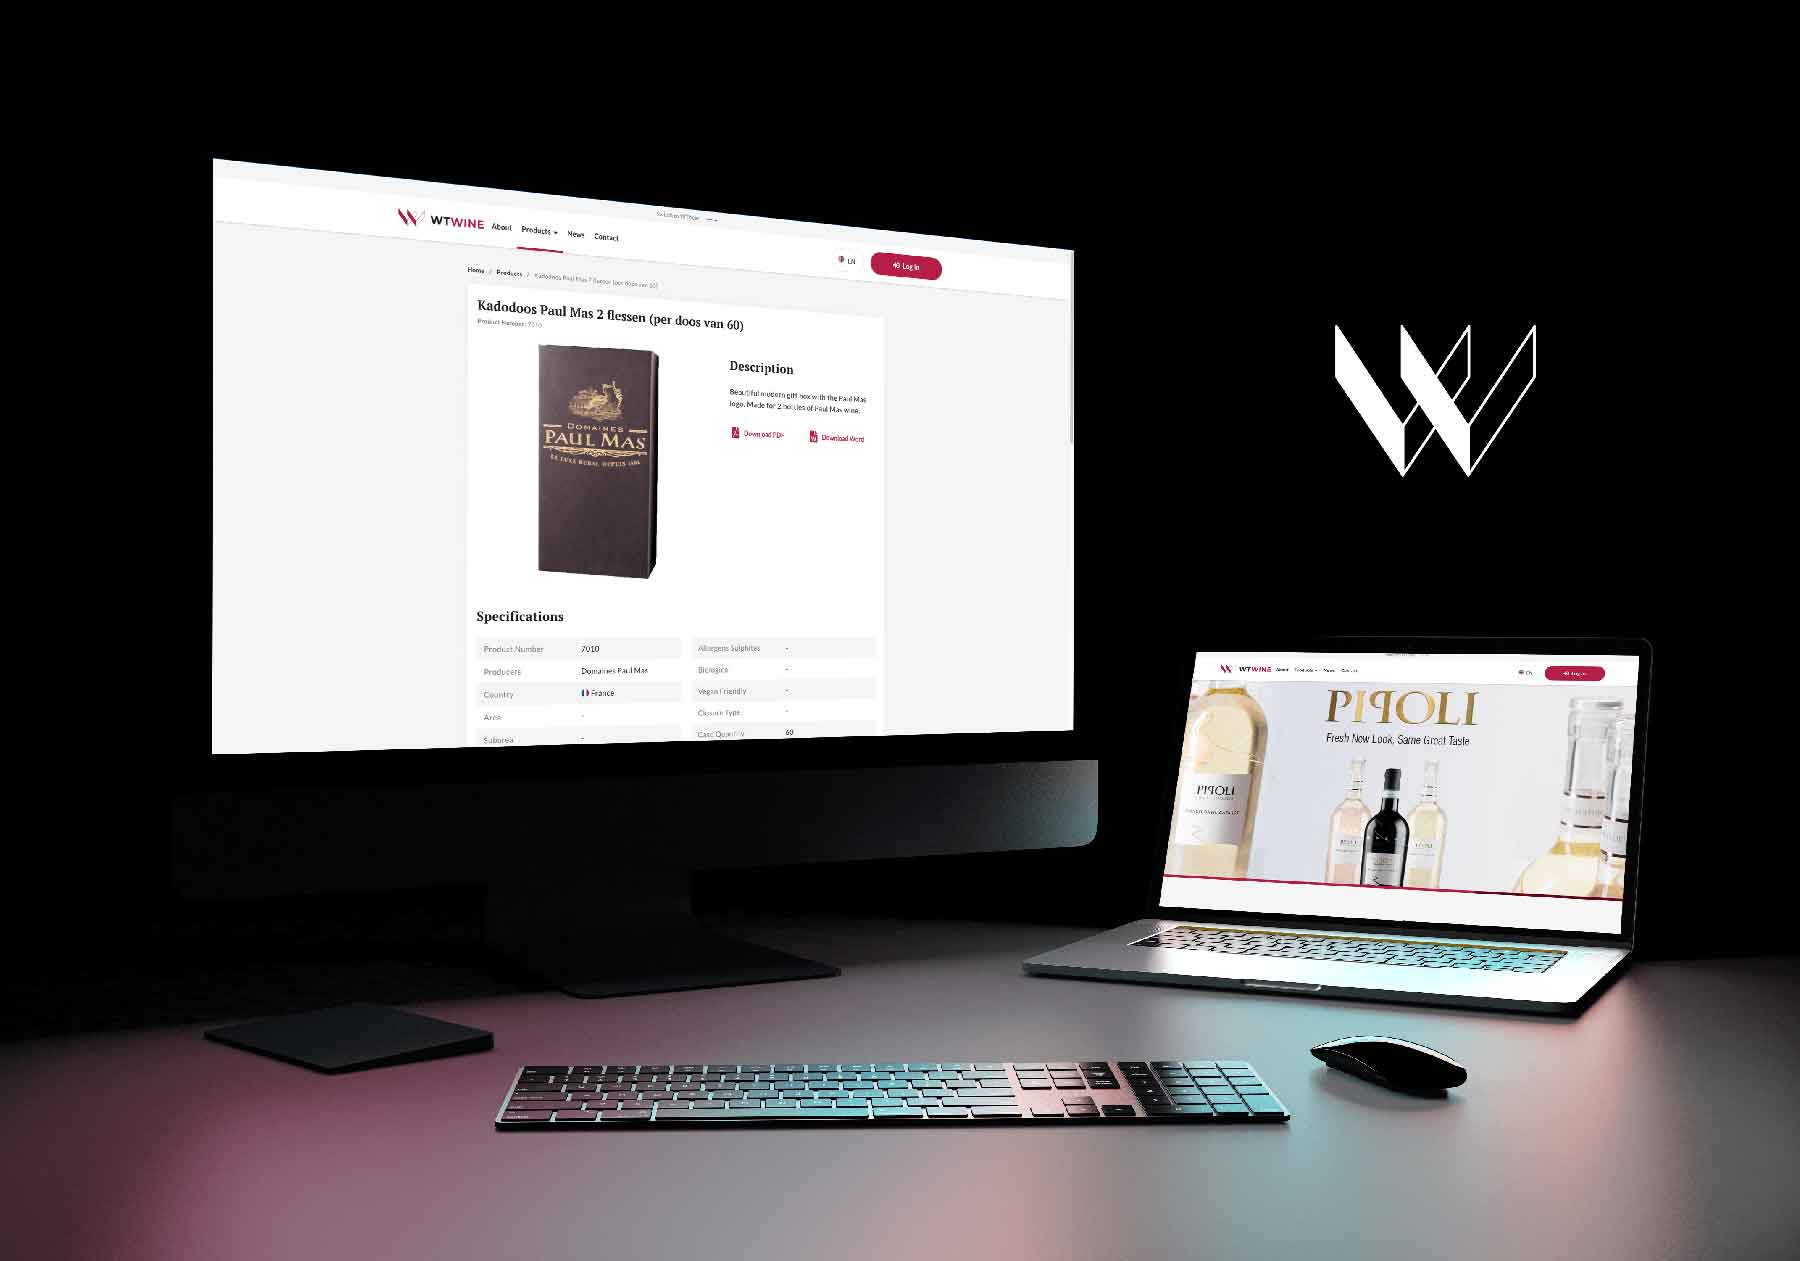 WTWINE About Products News Contact
EN Log In
Home / Products / Kadodoos Paul Mas 2 flessen (per doos van 60)
Kadodoos Paul Mas 2 flessen (per doos van 60)
Product Number: 7010
DOMAINES
PAUL MAS
Description
Beautiful modern gift box with the Paul Mas
logo. Made for 2 bottles of Paul Mas wine.
Download PDF Download Word
Specifications
Product Number 7010
Producers Domaines Paul Mas
Country France
Area -
Subarea -
Allergens Sulphites -
Biologica -
Vegan Friendly -
Closure Type -
Case Quantity 60
WTWINE About Products News Contact
EN Log In
PIPOLI
Fresh New Look, Same Great Taste
PIPOLI